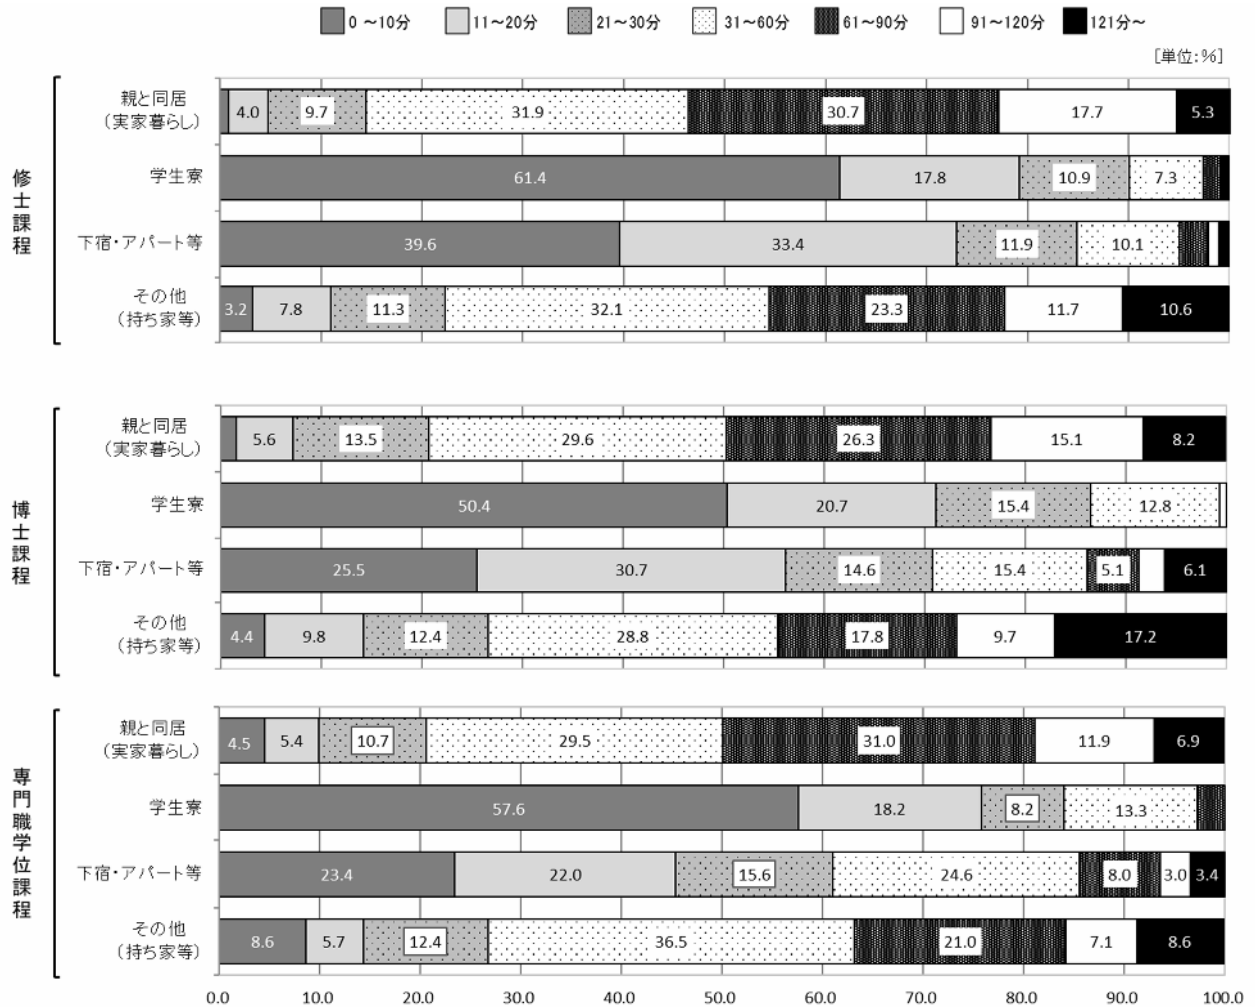 0 ～10分 11～20分 21～30分 31～60分 61～90分 91～120分 121分～
[単位:％]
修士課程
親と同居
（実家暮らし）
4.0 9.7 31.9 30.7 17.7 5.3
学生寮
61.4 17.8 10.9 7.3
下宿・アパート等
39.6 33.4 11.9 10.1
その他
（持ち家等）
3.2 7.8 11.3 32.1 23.3 11.7 10.6
博士課程
親と同居
（実家暮らし）
5.6 13.5 29.6 26.3 15.1 8.2
学生寮
50.4 20.7 15.4 12.8
下宿・アパート等
25.5 30.7 14.6 15.4 5.1 6.1
その他
（持ち家等）
4.4 9.8 12.4 28.8 17.8 9.7 17.2
専門職学位課程
親と同居
（実家暮らし）
4.5 5.4 10.7 29.5 31.0 11.9 6.9
学生寮
57.6 18.2 8.2 13.3
下宿・アパート等
23.4 22.0 15.6 24.6 8.0 3.0 3.4
その他
（持ち家等）
8.6 5.7 12.4 36.5 21.0 7.1 8.6
0.0 10.0 20.0 30.0 40.0 50.0 60.0 70.0 80.0 90.0 100.0